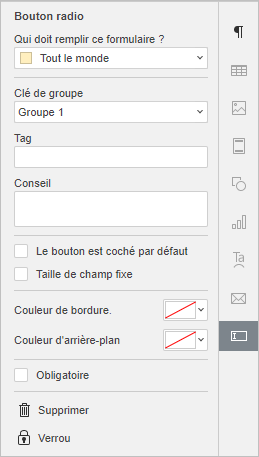 Bouton radio
Qui doit remplir ce formulaire ?
Tout le monde
Clé de groupe
Groupe 1
Tag
Conseil
Le bouton est coché par défaut
Taille de champ fixe
Couleur de bordure.
Couleur d'arrière-plan
Obligatoire
Supprimer
Verrou